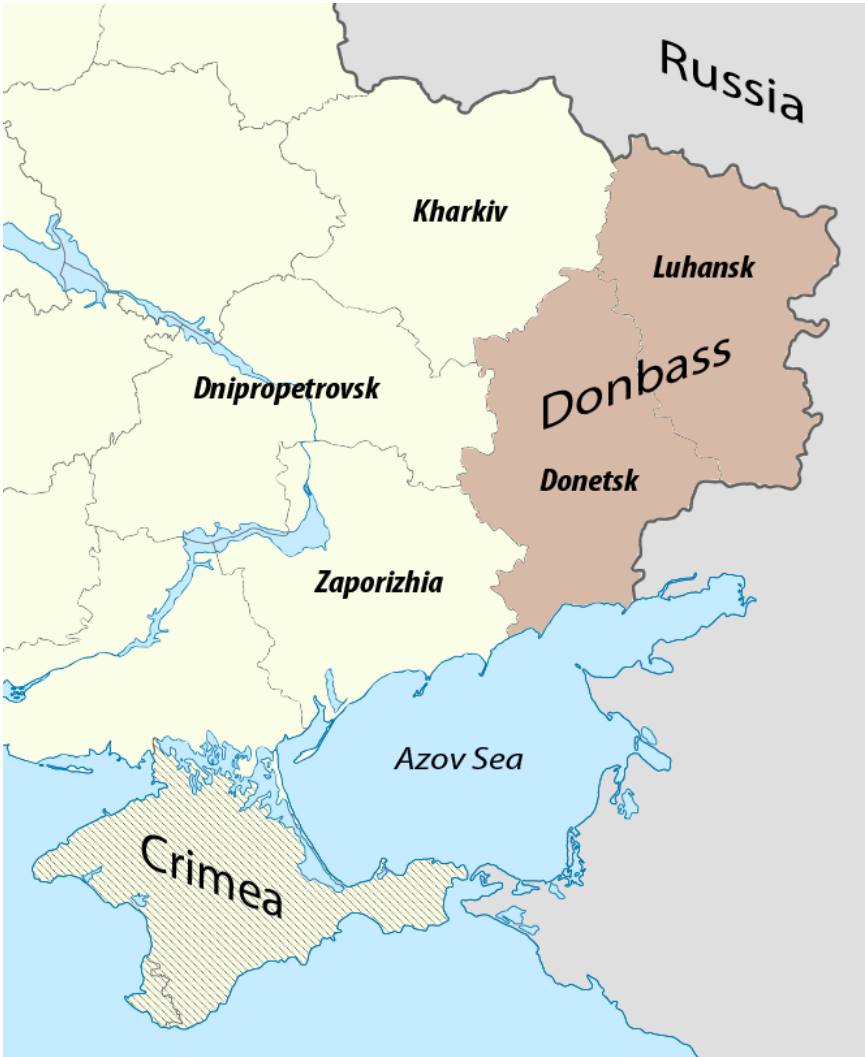 Russia
Kharkiv
Luhansk
Donbass
Dnipropetrovsk
Donetsk
Zaporizhia
Azov Sea
Crimea